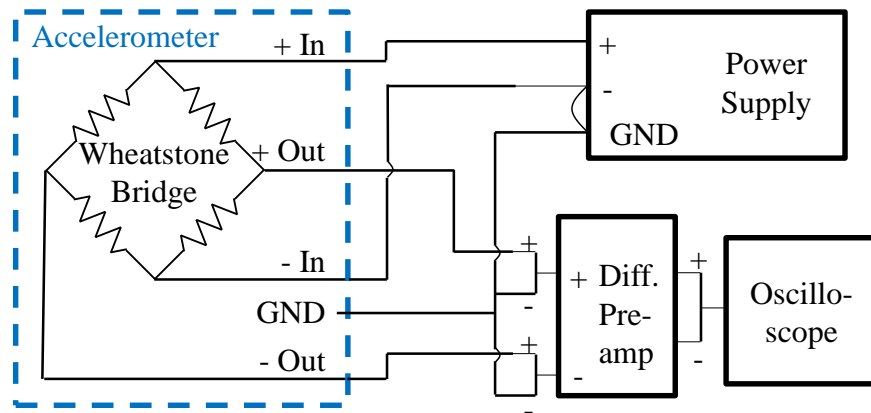 Accelerometer
+ In
+
Power
Supply
-
GND
Wheatstone
Bridge
+ Out
- In
GND
- Out
+
-
+
-
+
Diff.
Pre-
amp
-
+
-
Oscillo-
scope